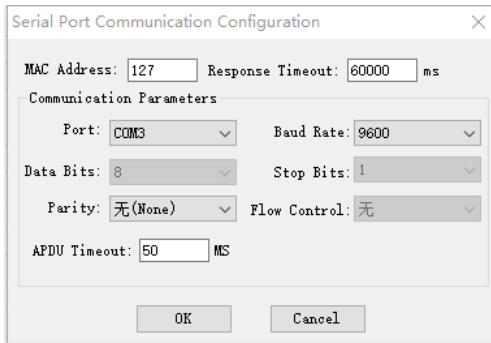 Serial Port Communication Configuration
MAC Address: 127 Response Timeout: 60000 ms
Communication Parameters
Port: COM3 Baud Rate: 9600
Data Bits: 8 Stop Bits: 1
Parity: 无(None) Flow Control: 无
APDU Timeout: 50 MS
OK Cancel